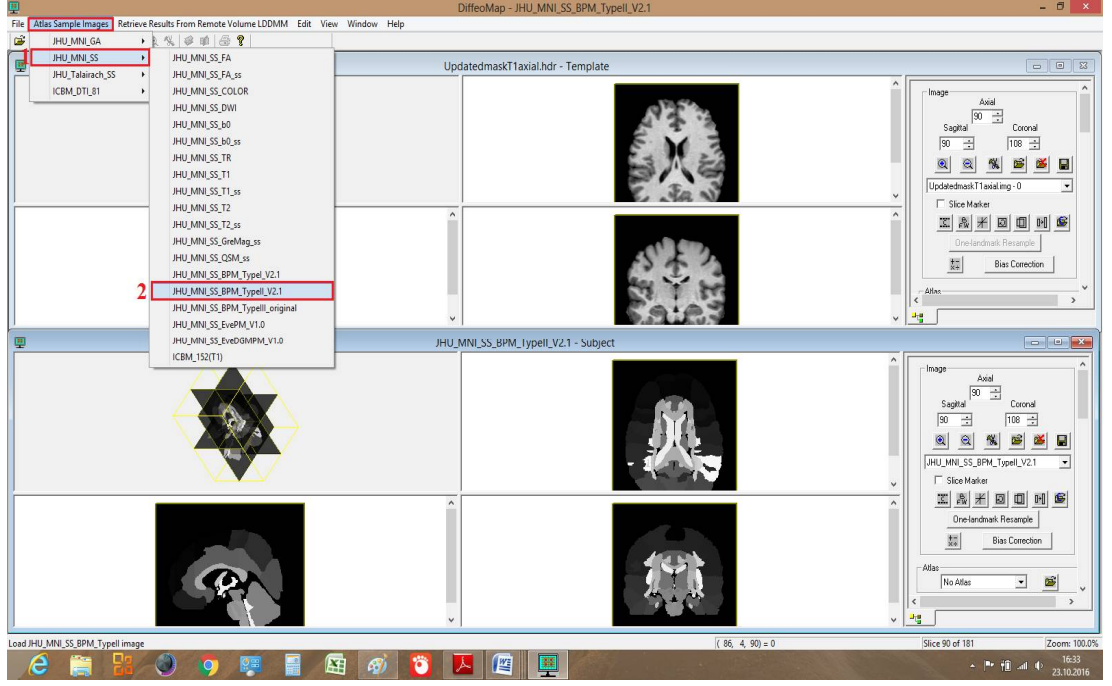 DiffeoMap - JHU_MNI_SS_BPM_TypeII_V2.1
File Atlas Sample Images Retrieve Results From Remote Volume LDDMM Edit View Window Help
JHU_MNI_GA
1 JHU_MNI_SS
JHU_Talairach_SS
ICBM_DTI_81
JHU_MNI_SS_FA
JHU_MNI_SS_FA_ss
JHU_MNI_SS_COLOR
JHU_MNI_SS_DWI
JHU_MNI_SS_b0
JHU_MNI_SS_b0_ss
JHU_MNI_SS_TR
JHU_MNI_SS_T1
JHU_MNI_SS_T1_ss
JHU_MNI_SS_T2
JHU_MNI_SS_T2_ss
JHU_MNI_SS_GreMag_ss
JHU_MNI_SS_QSM_ss
JHU_MNI_SS_BPM_TypeI_V2.1
2 JHU_MNI_SS_BPM_TypeII_V2.1
JHU_MNI_SS_BPM_TypeIII_original
JHU_MNI_SS_EvePM_V1.0
JHU_MNI_SS_EveDGMPM_V1.0
ICBM_152(T1)
UpdatedmaskT1axial.hdr - Template
Image
Axial
90
Sagittal Coronal
90 108
UpdatedmaskT1axial.img - 0
Slice Marker
One-landmark Resample
Bias Correction
Atlas
JHU_MNI_SS_BPM_TypeII_V2.1 - Subject
Image
Axial
90
Sagittal Coronal
90 108
JHU_MNI_SS_BPM_TypeII_V2.1
Slice Marker
One-landmark Resample
Bias Correction
Atlas
No Atlas
Load JHU_MNI_SS_BPM_TypeII image ( 86, 4, 90) = 0 Slice 90 of 181 Zoom: 100.0%
16:33
23.10.2016